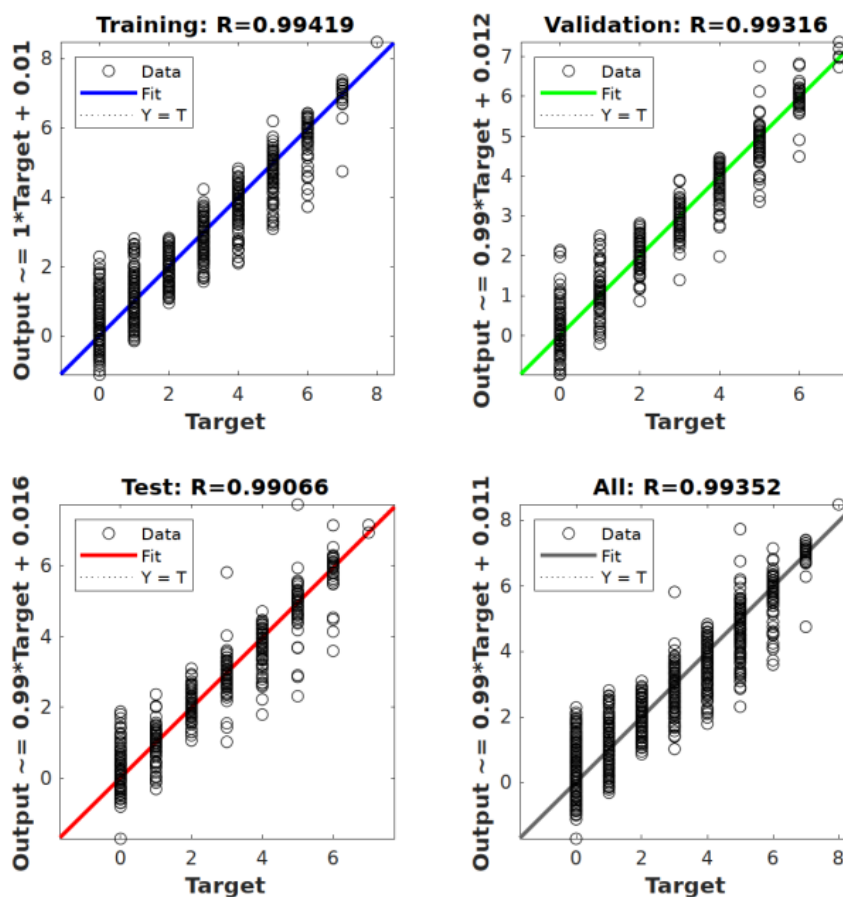 Training: R=0.99419
Output ~= 1*Target + 0.01
Data
Fit
Y = T
8
6
4
2
0
0
2
4
6
8
Target
Validation: R=0.99316
Output ~= 0.99*Target + 0.012
Data
Fit
Y = T
7
6
5
4
3
2
1
0
0
2
4
6
Target
Test: R=0.99066
Output ~= 0.99*Target + 0.016
Data
Fit
Y = T
6
4
2
0
0
2
4
6
Target
All: R=0.99352
Output ~= 0.99*Target + 0.011
Data
Fit
Y = T
8
6
4
2
0
0
2
4
6
8
Target